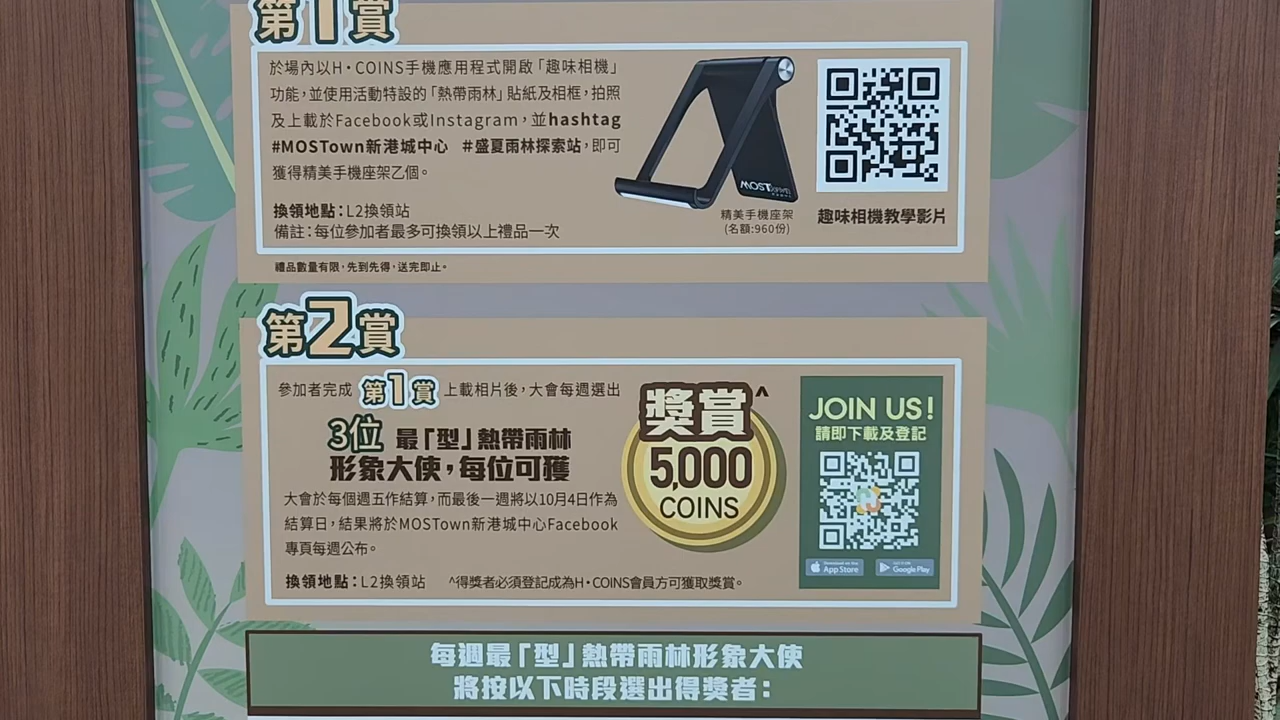 第1賞
於場內以H·COINS手機應用程式開啟「趣味相機」
功能,並使用活動特設的「熱帶雨林」貼紙及相框,拍照
及上載於Facebook或Instagram,並hashtag
#MOSTown新港城中心 #盛夏雨林探索站,即可
獲得精美手機座架乙個。
換領地點:L2換領站
備註:每位參加者最多可換領以上禮品一次
MOSTown
精美手機座架
(名額:960份)
趣味相機教學影片
禮品數量有限,先到先得,送完即止。
第2賞
參加者完成 第1賞 上載相片後,大會每週選出
3位 最「型」熱帶雨林
形象大使,每位可獲
大會於每個週五作結算,而最後一週將以10月4日作為
結算日,結果將於MOSTown新港城中心Facebook
專頁每週公布。
換領地點:L2換領站 ^得獎者必須登記成為H·COINS會員方可獲取獎賞。
獎賞^
5,000
COINS
JOIN US!
請即下載及登記
App Store
Google Play
每週最「型」熱帶雨林形象大使
將按以下時段選出得獎者: